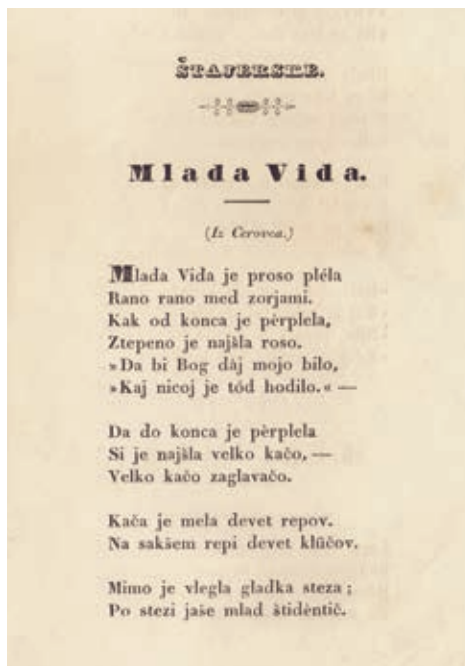 ŠTAJERSKE.
Mlada Vida.
(Iz Cerovca.)
Mlada Vida je proso pléla
Rano rano med zorjami.
Kak od konca je pèrplela,
Ztepeno je najšla roso.
»Da bi Bog dàj mojo bilo,
»Kaj nicoj je tód hodilo.« —
Da do konca je pèrplela
Si je najšla velko kačo, —
Velko kačo zaglavačo.
Kača je mela devet repov.
Na sakšem repi devet klüčov.
Mimo je vlegla gladka steza;
Po stezi jaše mlad študèntič.